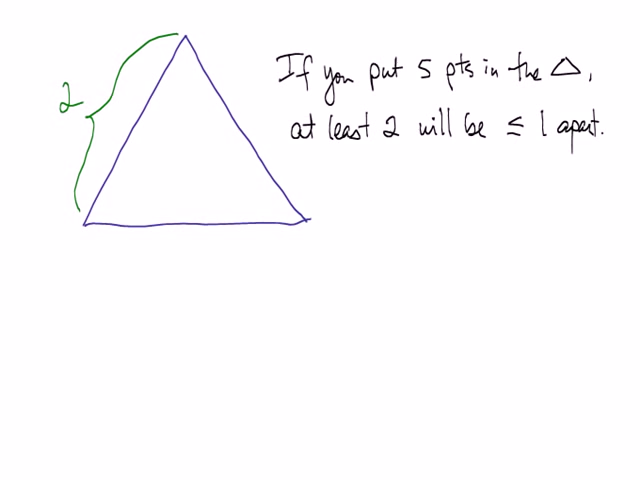 2
If you put 5 pts in the △,
at least 2 will be ≤ 1 apart.